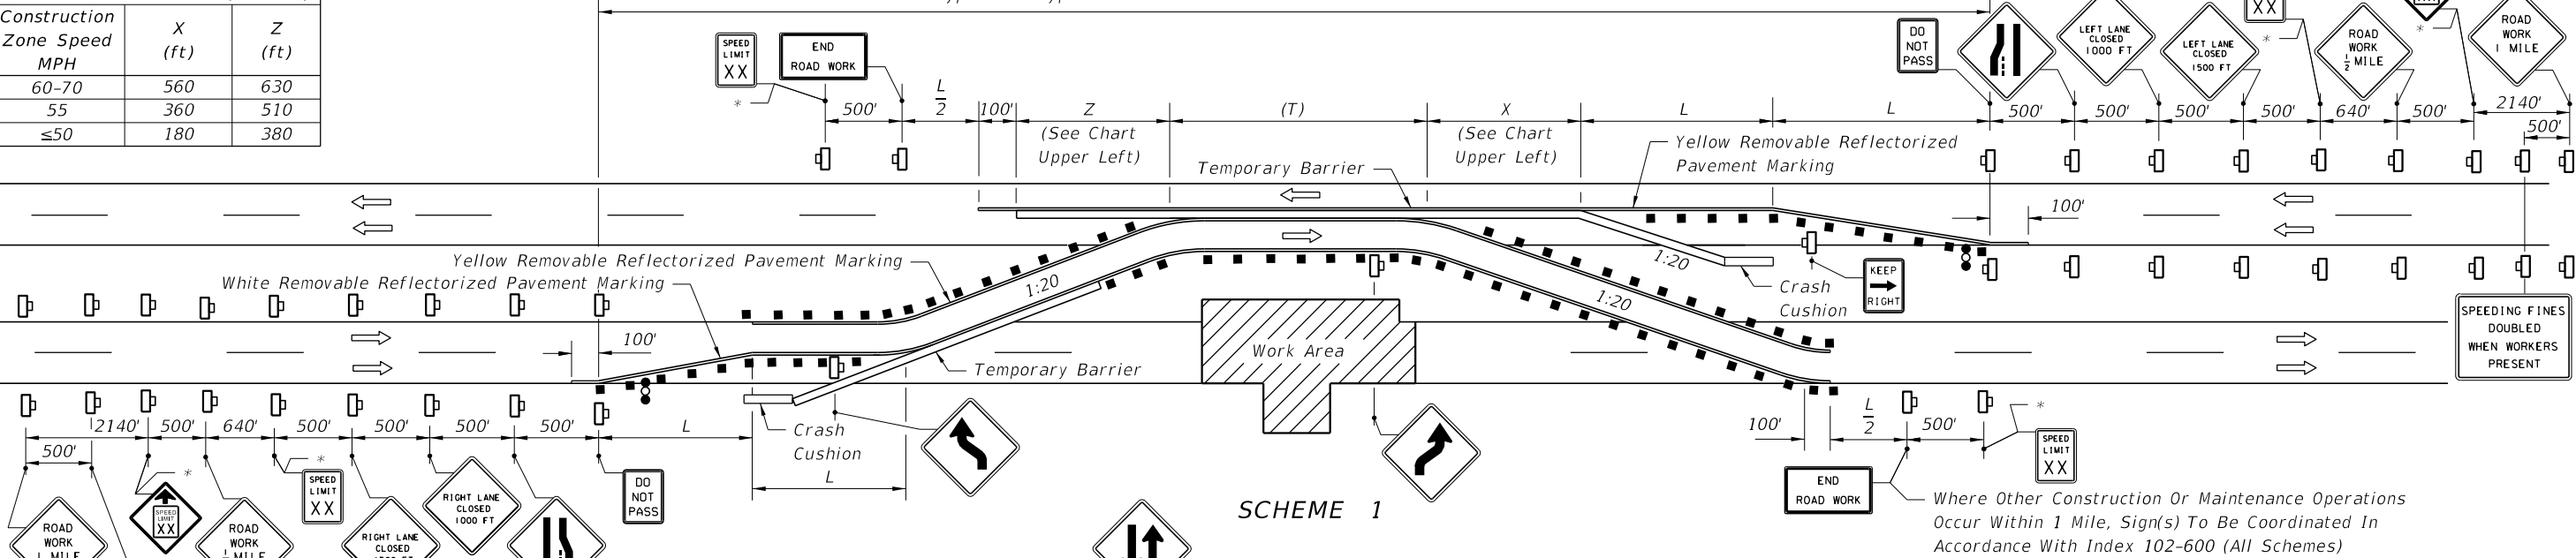 Construction
Zone Speed
MPH
X
(ft)
Z
(ft)
60-70 560 630
55 360 510
≤50 180 380
SPEED
LIMIT
XX
*
END
ROAD WORK
500'
L
2
100'
Z
(See Chart
Upper Left)
(T)
X
(See Chart
Upper Left)
L
L
Temporary Barrier
Yellow Removable Reflectorized
Pavement Marking
DO
NOT
PASS
LEFT LANE
CLOSED
1000 FT
LEFT LANE
CLOSED
1500 FT
XX
*
ROAD
WORK
1/2 MILE
XX
*
ROAD
WORK
1 MILE
500'
500'
500'
500'
640'
500'
2140'
500'
100'
Yellow Removable Reflectorized Pavement Marking
White Removable Reflectorized Pavement Marking
1:20
1:20
1:20
Crash
Cushion
KEEP
RIGHT
SPEEDING FINES
DOUBLED
WHEN WORKERS
PRESENT
100'
Work Area
Temporary Barrier
2140'
500'
640'
500'
500'
500'
500'
L
500'
Crash
Cushion
L
100'
L
2
500'
*
SPEED
LIMIT
XX
END
ROAD WORK
ROAD
WORK
1 MILE
*
SPEED
LIMIT
XX
ROAD
WORK
*
SPEED
LIMIT
XX
RIGHT LANE
CLOSED
RIGHT LANE
CLOSED
1000 FT
DO
NOT
PASS
SCHEME 1
Where Other Construction Or Maintenance Operations
Occur Within 1 Mile, Sign(s) To Be Coordinated In
Accordance With Index 102-600 (All Schemes)